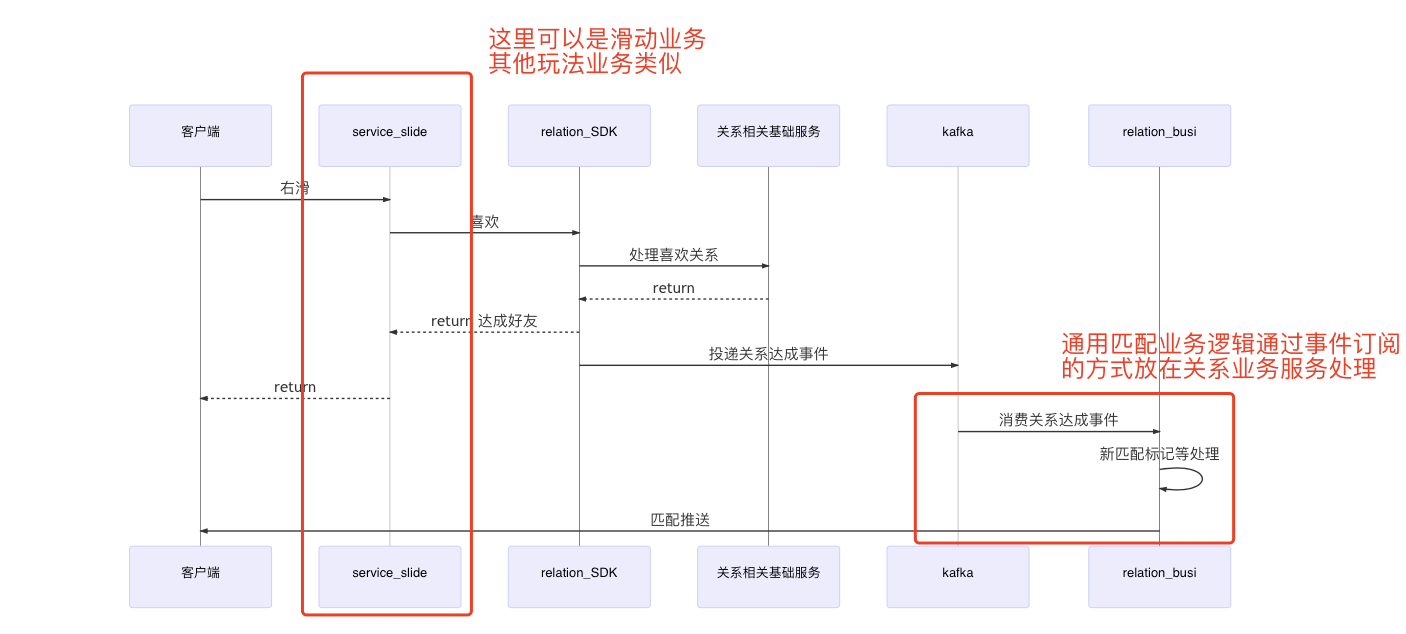 这里可以是滑动业务
其他玩法业务类似
客户端
service_slide
relation_SDK
关系相关基础服务
kafka
relation_busi
右滑
喜欢
处理喜欢关系
return
return 达成好友
通用匹配业务逻辑通过事件订阅
的方式放在关系业务服务处理
投递关系达成事件
return
消费关系达成事件
新匹配标记等处理
匹配推送
客户端
service_slide
relation_SDK
关系相关基础服务
kafka
relation_busi